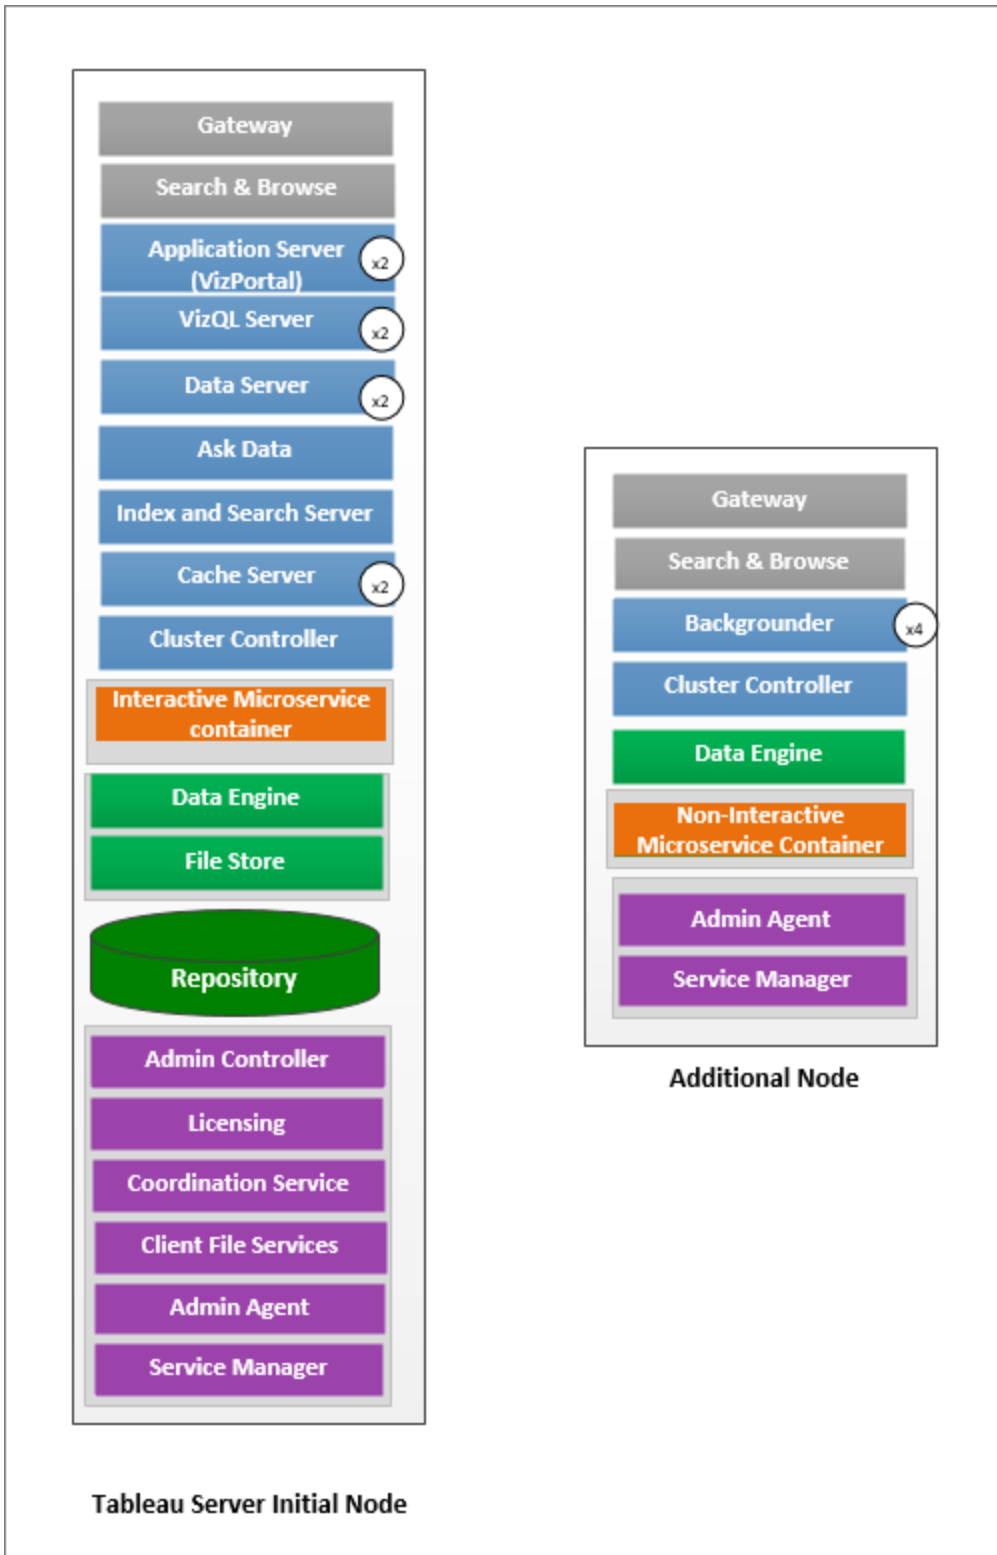 Gateway
Search & Browse
Application Server
(VizPortal)
x2
VizQL Server
x2
Data Server
x2
Ask Data
Index and Search Server
Cache Server
x2
Cluster Controller
Interactive Microservice
container
Data Engine
File Store
Repository
Admin Controller
Licensing
Coordination Service
Client File Services
Admin Agent
Service Manager
Tableau Server Initial Node
Gateway
Search & Browse
Backgrounder
x4
Cluster Controller
Data Engine
Non-Interactive
Microservice Container
Admin Agent
Service Manager
Additional Node